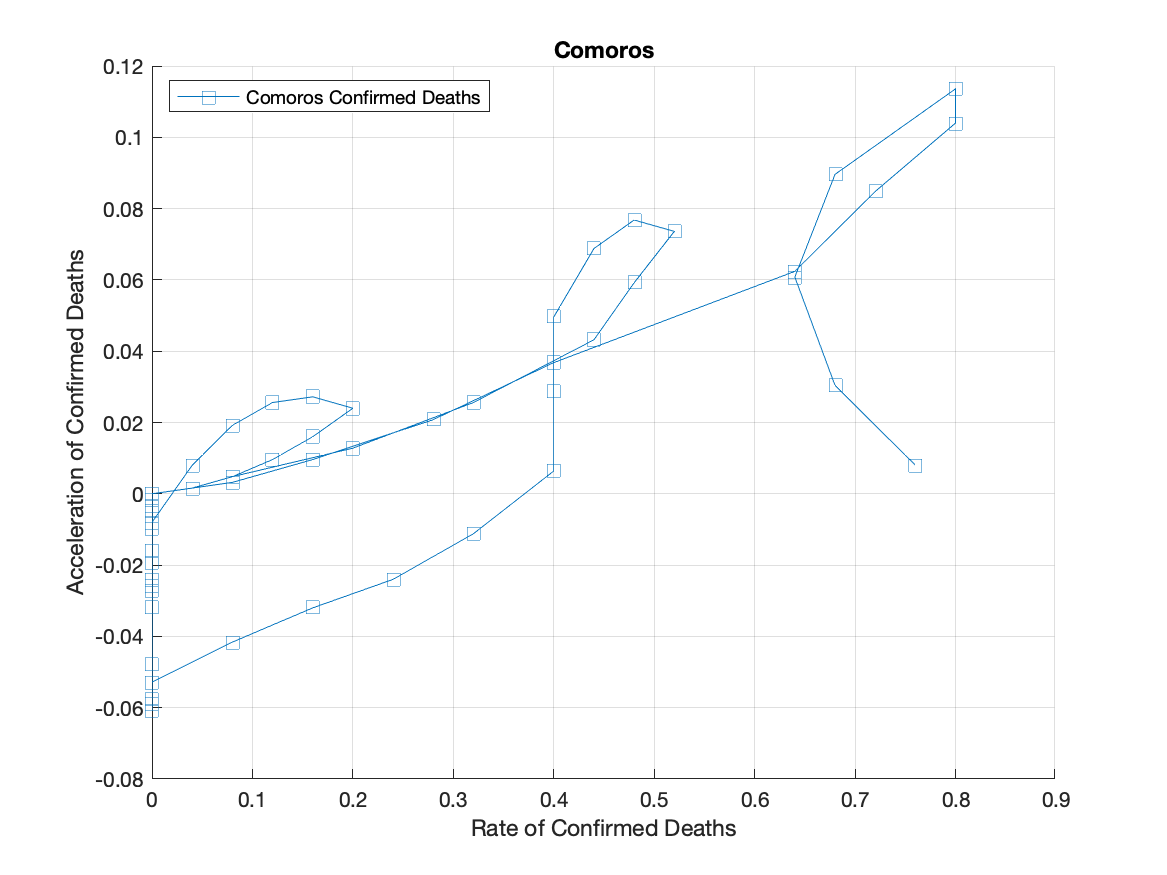 Comoros
Comoros Confirmed Deaths
Acceleration of Confirmed Deaths
0.12
0.1
0.08
0.06
0.04
0.02
0
-0.02
-0.04
-0.06
-0.08
0 0.1 0.2 0.3 0.4 0.5 0.6 0.7 0.8 0.9
Rate of Confirmed Deaths